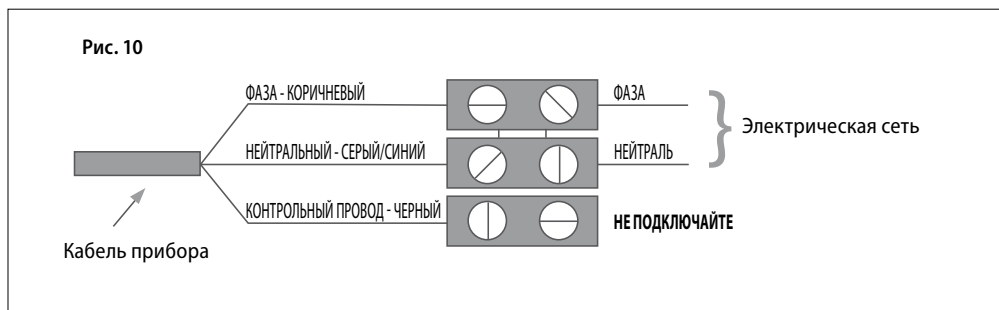 Рис. 10
ФАЗА - КОРИЧНЕВЫЙ
ФАЗА
НЕЙТРАЛЬНЫЙ - СЕРЫЙ/СИНИЙ
НЕЙТРАЛЬ
Электрическая сеть
КОНТРОЛЬНЫЙ ПРОВОД - ЧЕРНЫЙ
НЕ ПОДКЛЮЧАЙТЕ
Кабель прибора